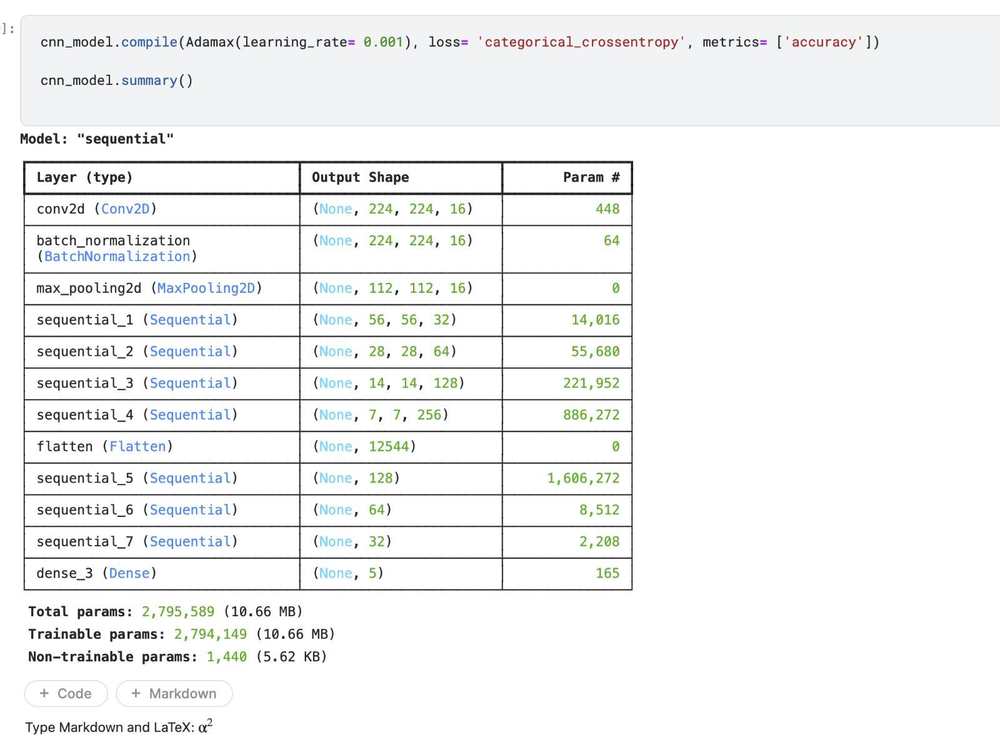 ]:
cnn_model.compile(Adamax(learning_rate= 0.001), loss= 'categorical_crossentropy', metrics= ['accuracy'])
cnn_model.summary()
Model: "sequential"
Layer (type) Output Shape Param #
conv2d (Conv2D) (None, 224, 224, 16) 448
batch_normalization (None, 224, 224, 16) 64
(BatchNormalization)
max_pooling2d (MaxPooling2D) (None, 112, 112, 16) 0
sequential_1 (Sequential) (None, 56, 56, 32) 14,016
sequential_2 (Sequential) (None, 28, 28, 64) 55,680
sequential_3 (Sequential) (None, 14, 14, 128) 221,952
sequential_4 (Sequential) (None, 7, 7, 256) 886,272
flatten (Flatten) (None, 12544) 0
sequential_5 (Sequential) (None, 128) 1,606,272
sequential_6 (Sequential) (None, 64) 8,512
sequential_7 (Sequential) (None, 32) 2,208
dense_3 (Dense) (None, 5) 165
Total params: 2,795,589 (10.66 MB)
Trainable params: 2,794,149 (10.66 MB)
Non-trainable params: 1,440 (5.62 KB)
+ Code + Markdown
Type Markdown and LaTeX: α²